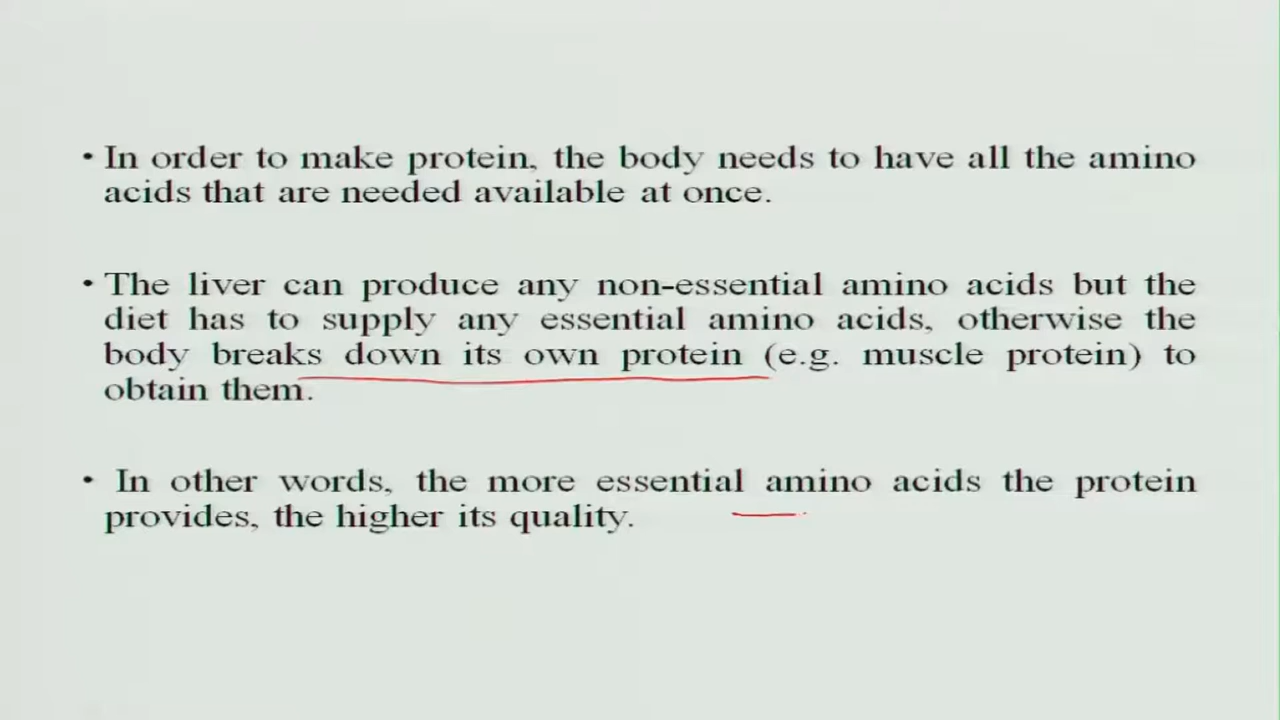 • In order to make protein, the body needs to have all the amino
acids that are needed available at once.
• The liver can produce any non-essential amino acids but the
diet has to supply any essential amino acids, otherwise the
body breaks down its own protein (e.g. muscle protein) to
obtain them.
• In other words, the more essential amino acids the protein
provides, the higher its quality.